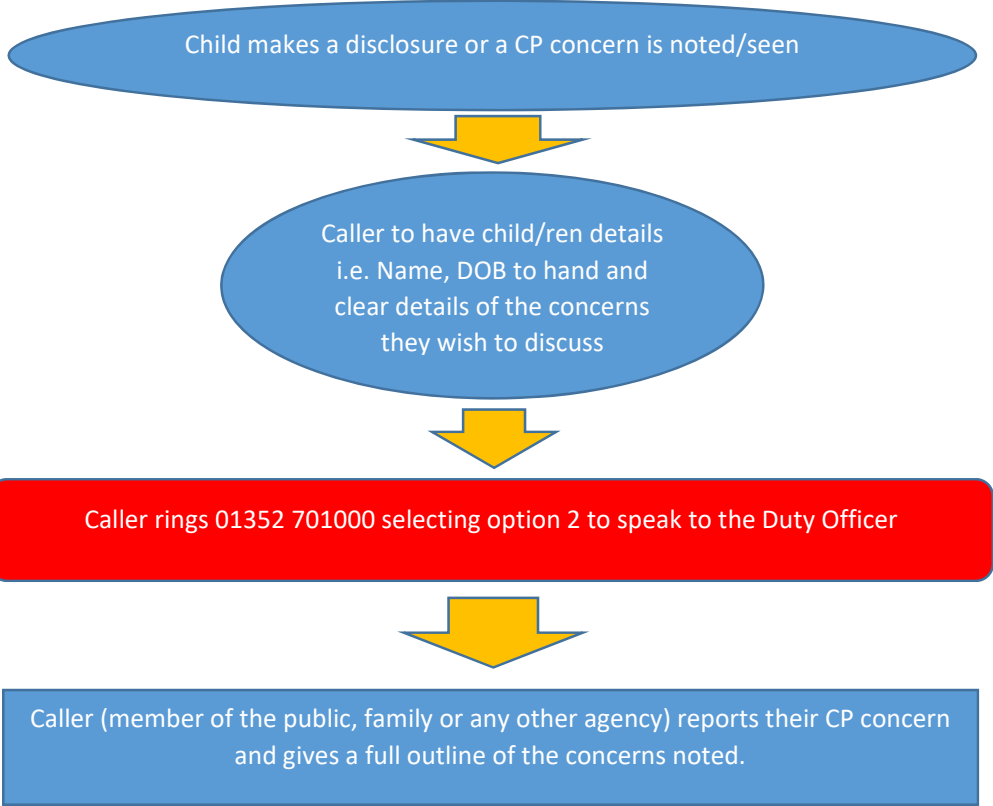 Child makes a disclosure or a CP concern is noted/seen
Caller to have child/ren details
i.e. Name, DOB to hand and
clear details of the concerns
they wish to discuss
Caller rings 01352 701000 selecting option 2 to speak to the Duty Officer
Caller (member of the public, family or any other agency) reports their CP concern
and gives a full outline of the concerns noted.